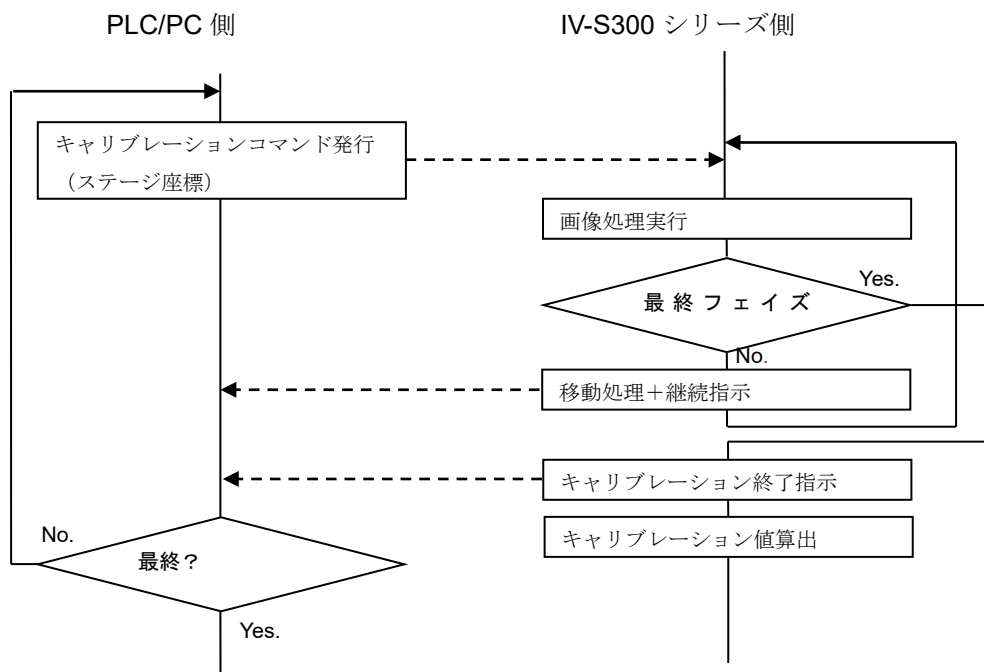 PLC/PC 側
IV-S300 シリーズ側
キャリブレーションコマンド発行
（ステージ座標）
画像処理実行
Yes.
最終フェイズ
No.
移動処理＋継続指示
キャリブレーション終了指示
No.
キャリブレーション値算出
最終？
Yes.